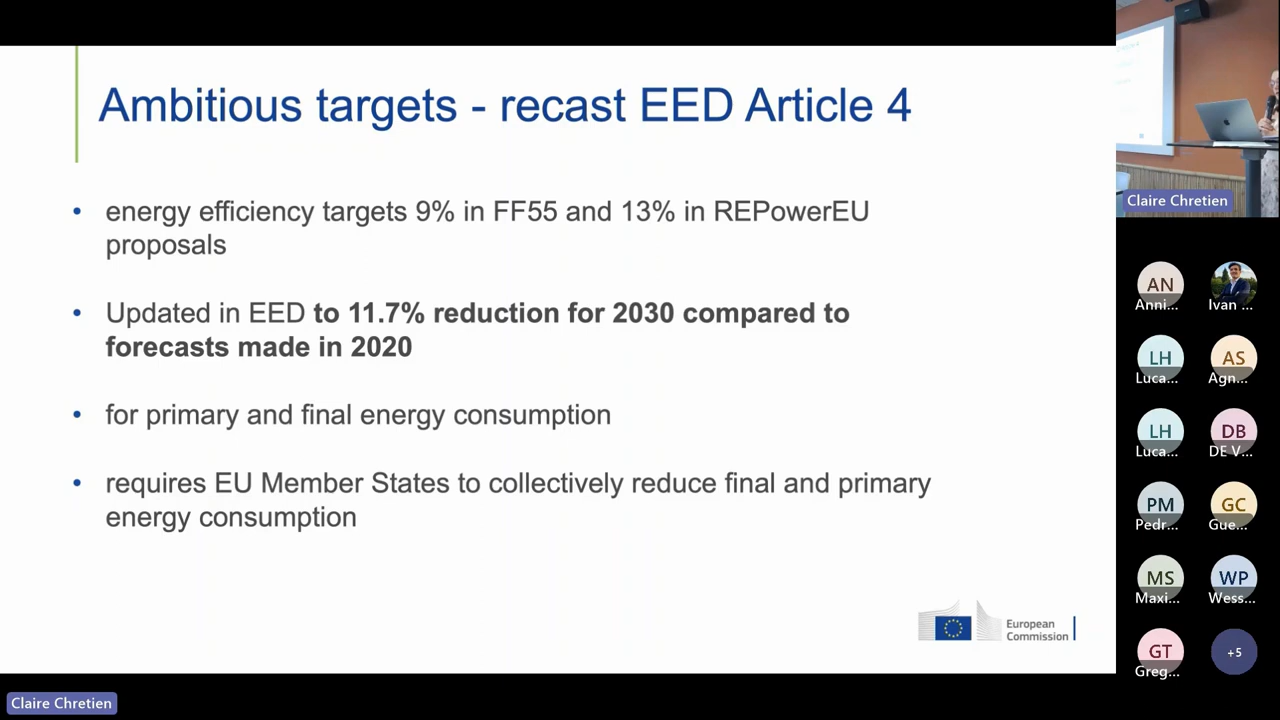 Ambitious targets - recast EED Article 4
• energy efficiency targets 9% in FF55 and 13% in REPowerEU
proposals
• Updated in EED to 11.7% reduction for 2030 compared to
forecasts made in 2020
• for primary and final energy consumption
• requires EU Member States to collectively reduce final and primary
energy consumption
European
Commission
Claire Chretien
Claire Chretien
AN
Anni...
Ivan ...
LH
Luca...
AS
Agn...
LH
Luca...
DB
DE V...
PM
Pedr...
GC
Gue...
MS
Maxi...
WP
Wess...
GT
Greg...
+5